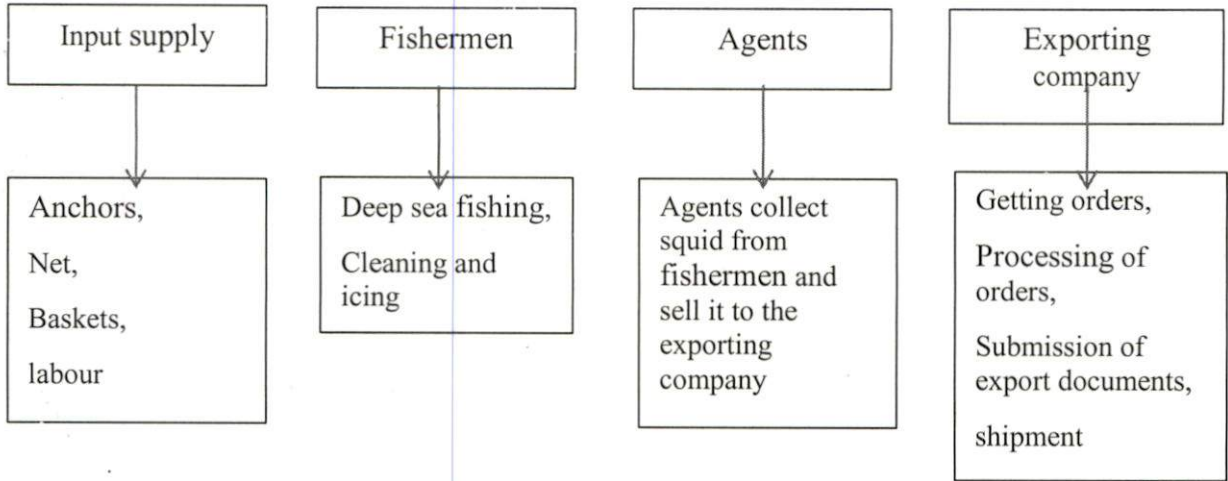 Input supply
Fishermen
Agents
Exporting
company
Anchors,
Net,
Baskets,
labour
Deep sea fishing,
Cleaning and
icing
Agents collect
squid from
fishermen and
sell it to the
exporting
company
Getting orders,
Processing of
orders,
Submission of
export documents,
shipment